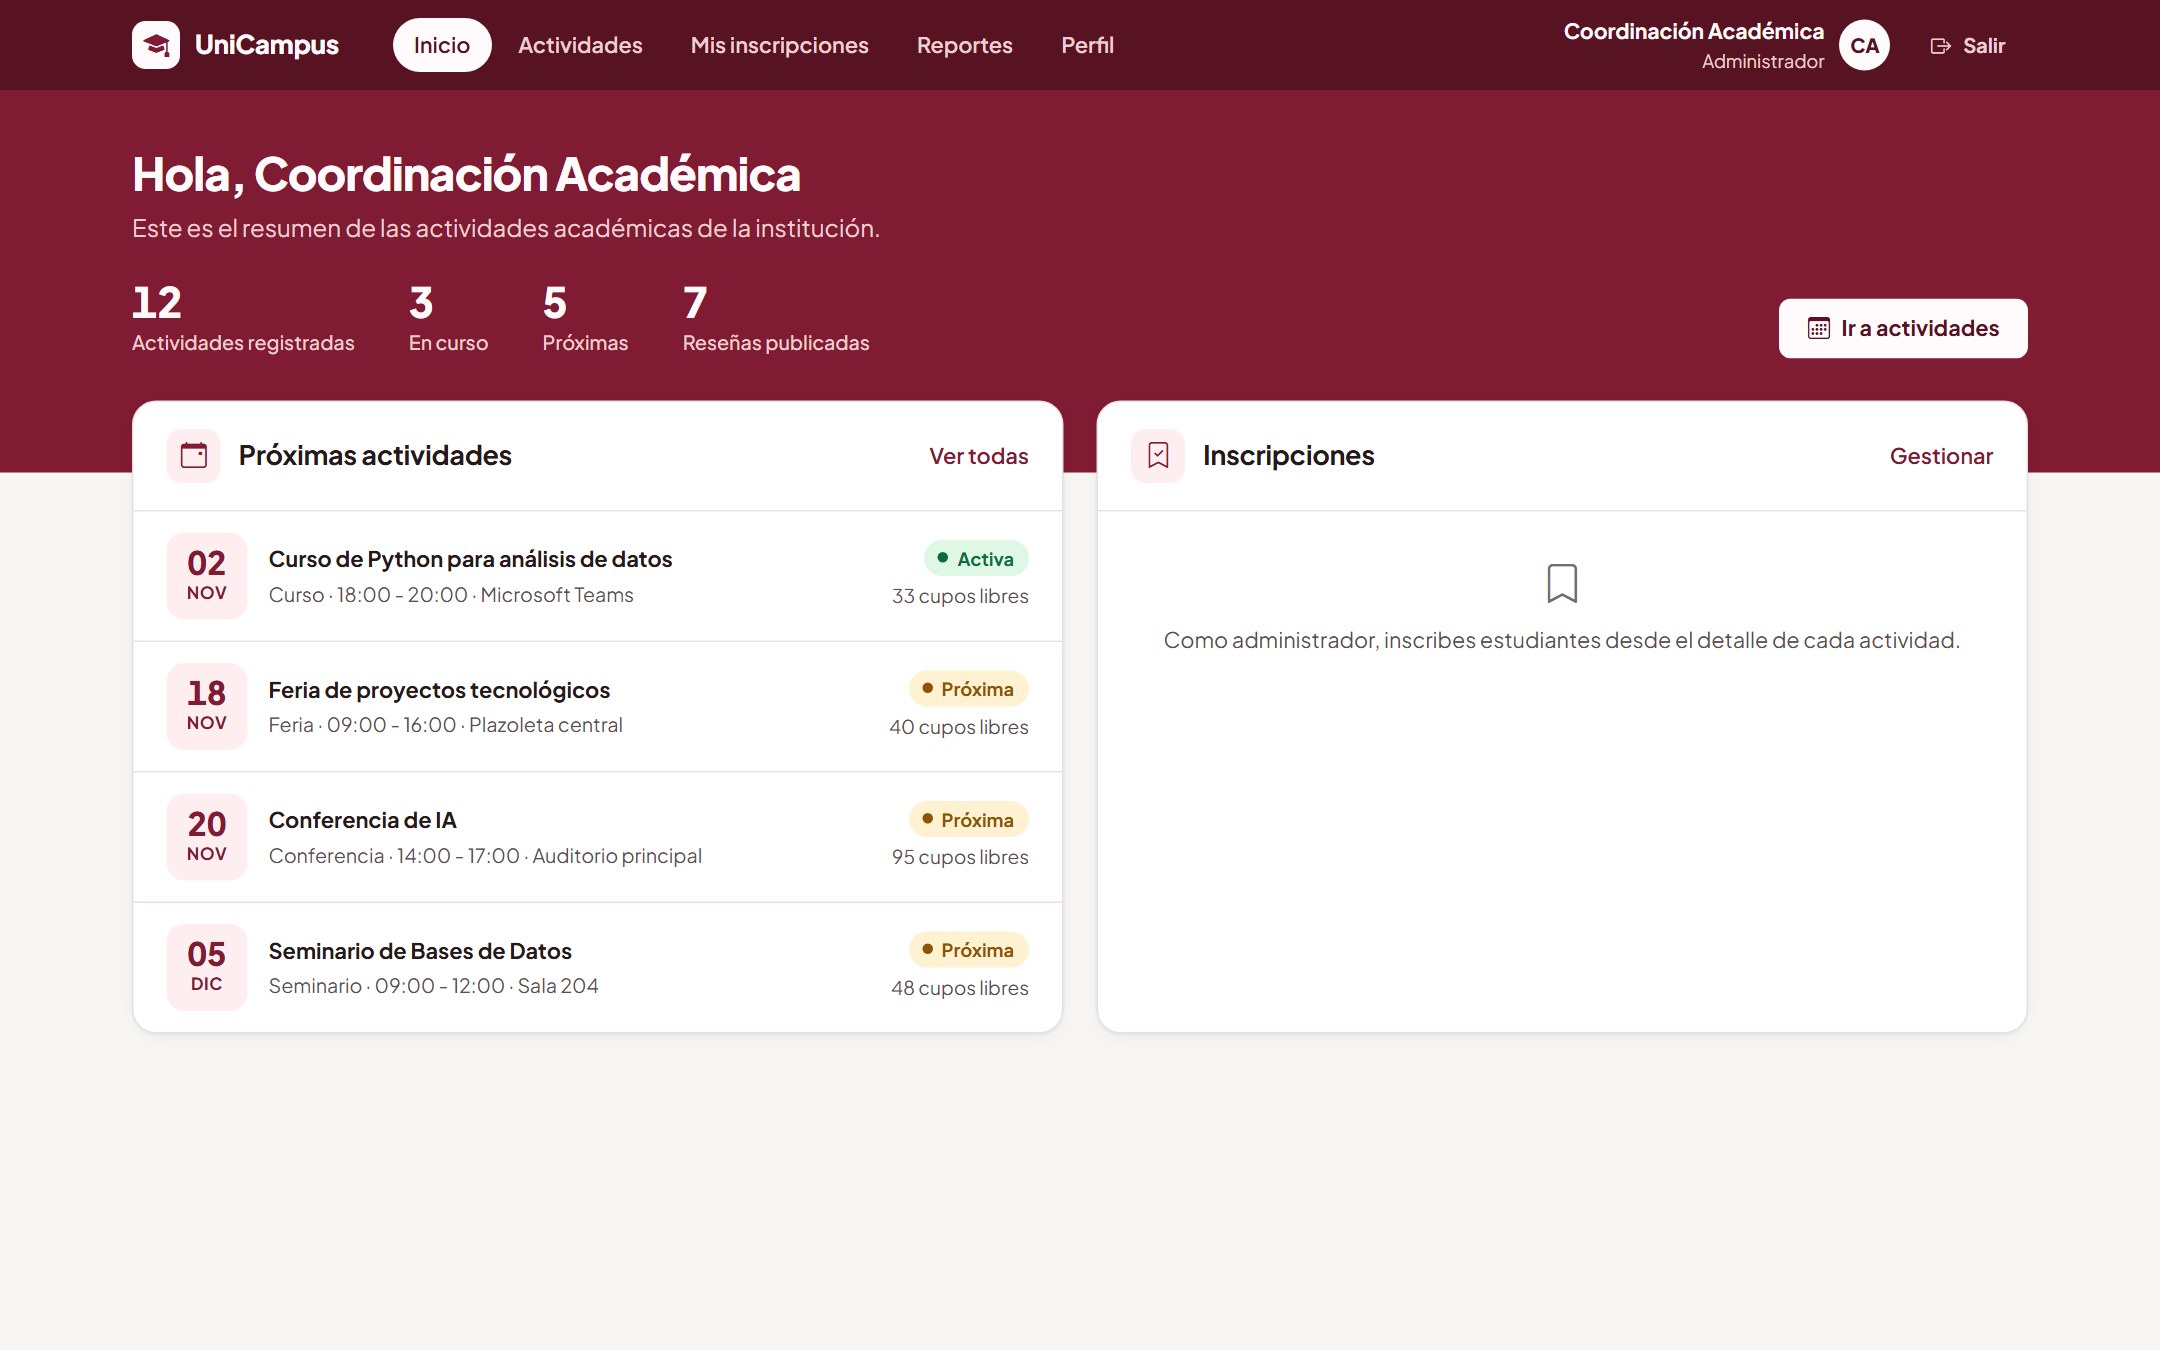 UniCampus
Inicio
Actividades
Mis inscripciones
Reportes
Perfil
Coordinación Académica
Administrador
CA
Salir
Hola, Coordinación Académica
Este es el resumen de las actividades académicas de la institución.
12
Actividades registradas
3
En curso
5
Próximas
7
Reseñas publicadas
Ir a actividades
Próximas actividades
Ver todas
02
NOV
Curso de Python para análisis de datos
Curso · 18:00 - 20:00 · Microsoft Teams
Activa
33 cupos libres
18
NOV
Feria de proyectos tecnológicos
Feria · 09:00 - 16:00 · Plazoleta central
Próxima
40 cupos libres
20
NOV
Conferencia de IA
Conferencia · 14:00 - 17:00 · Auditorio principal
Próxima
95 cupos libres
05
DIC
Seminario de Bases de Datos
Seminario · 09:00 - 12:00 · Sala 204
Próxima
48 cupos libres
Inscripciones
Gestionar
Como administrador, inscribes estudiantes desde el detalle de cada actividad.